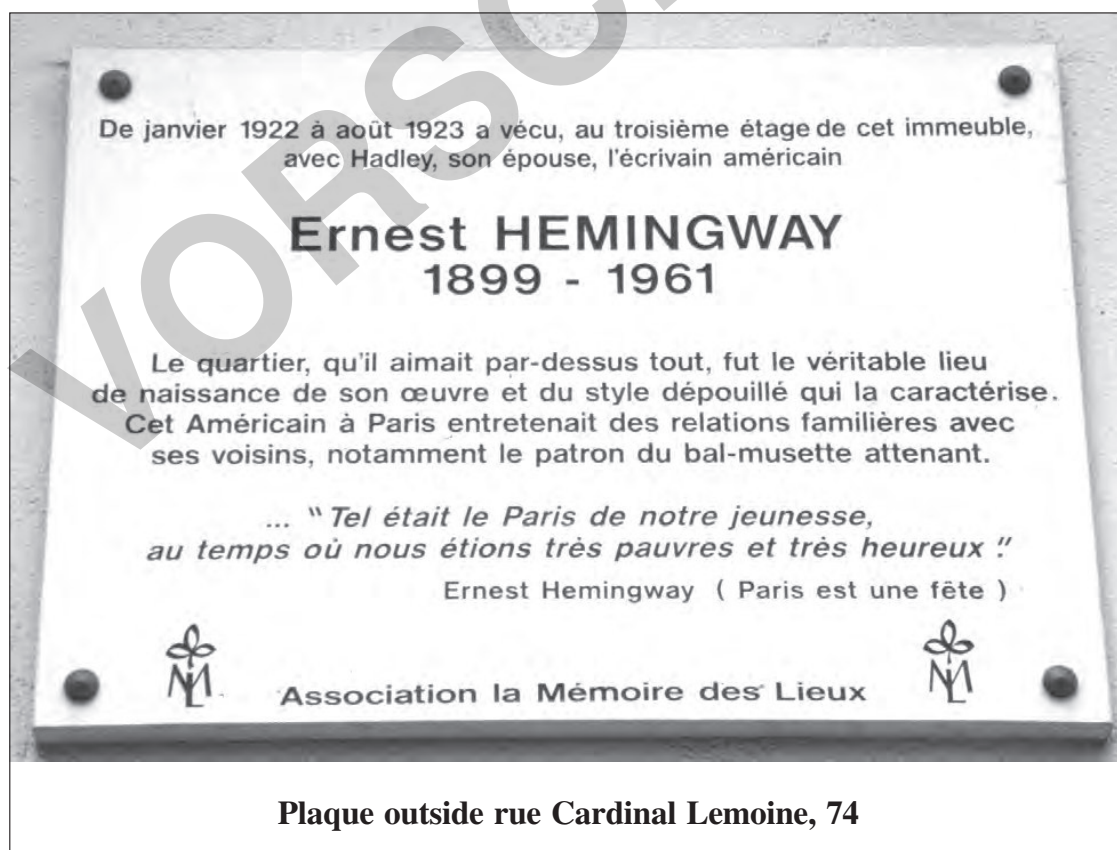 VORSC
De janvier 1922 à août 1923 a vécu, au troisième étage de cet immeuble,
avec Hadley, son épouse, l'écrivain américain
Ernest HEMINGWAY
1899 - 1961
Le quartier, qu'il aimait par-dessus tout, fut le véritable lieu
de naissance de son œuvre et du style dépouillé qui la caractérise.
Cet Américain à Paris entretenait des relations familières avec
ses voisins, notamment le patron du bal-musette attenant.
... "Tel était le Paris de notre jeunesse,
au temps où nous étions très pauvres et très heureux."
Ernest Hemingway ( Paris est une fête )
Association la Mémoire des Lieux
Plaque outside rue Cardinal Lemoine, 74